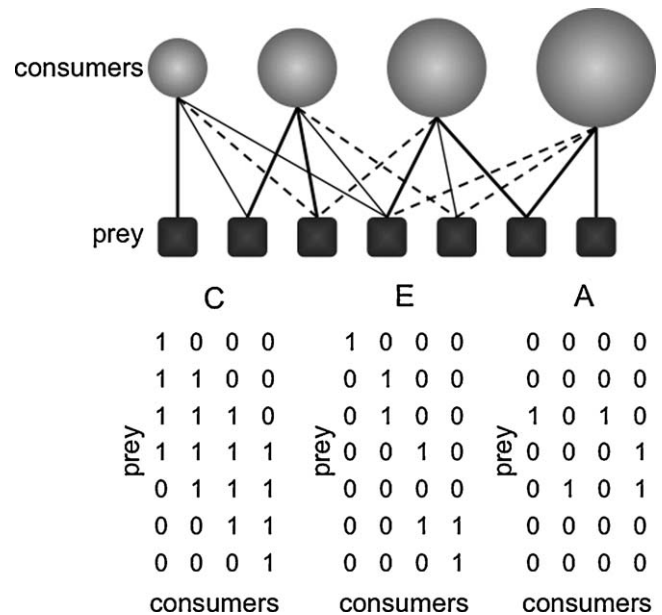 consumers
prey
C E A
1 0 0 0 1 0 0 0 0 0 0 0
1 1 0 0 0 1 0 0 0 0 0 0
1 1 1 0 0 1 0 0 1 0 1 0
1 1 1 1 0 0 1 0 0 0 0 1
0 1 1 1 0 0 0 0 0 1 0 1
0 0 1 1 0 0 1 1 0 0 0 0
0 0 0 1 0 0 0 1 0 0 0 0
prey prey prey
consumers consumers consumers